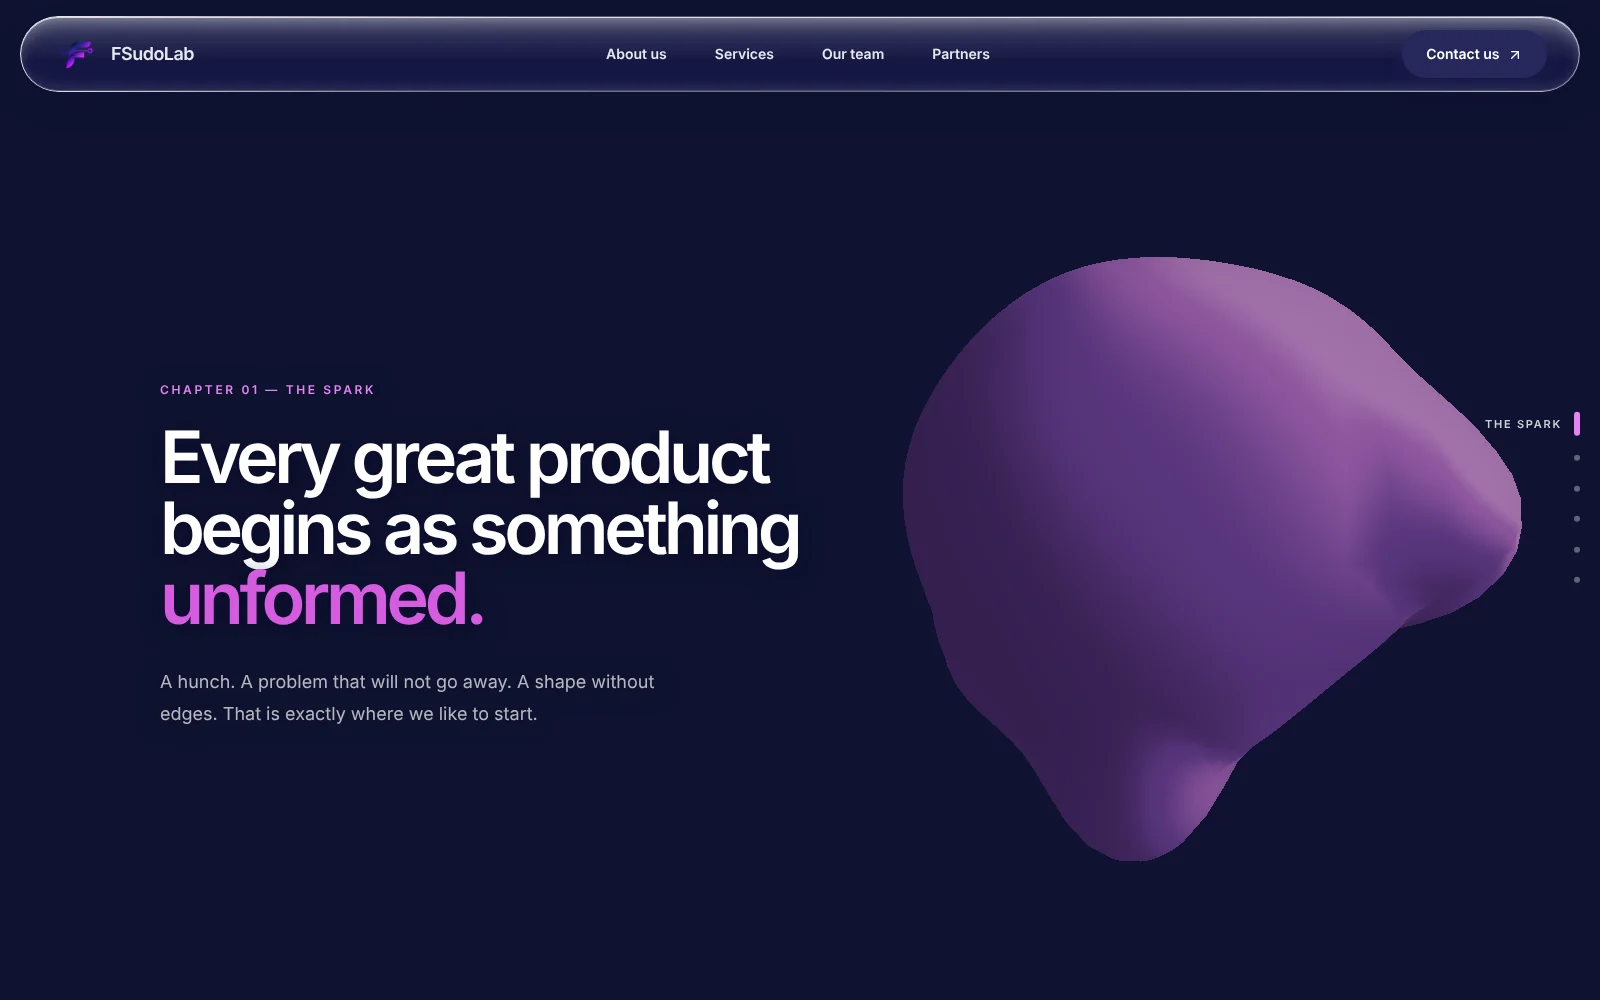 FSudoLab
About us
Services
Our team
Partners
Contact us
CHAPTER 01 — THE SPARK
Every great product
begins as something
unformed.
A hunch. A problem that will not go away. A shape without
edges. That is exactly where we like to start.
THE SPARK